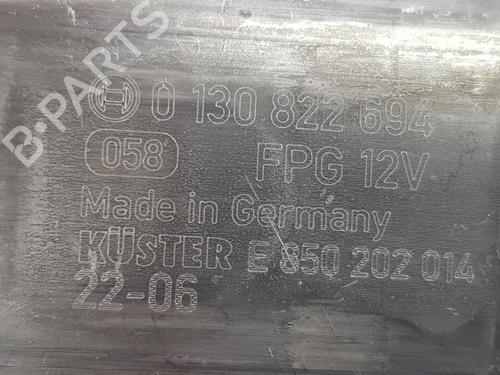 0 130 822 694
058 FPG 12V
Made in Germany
KÜSTER E 850 202 014
22-06
B-PARTS